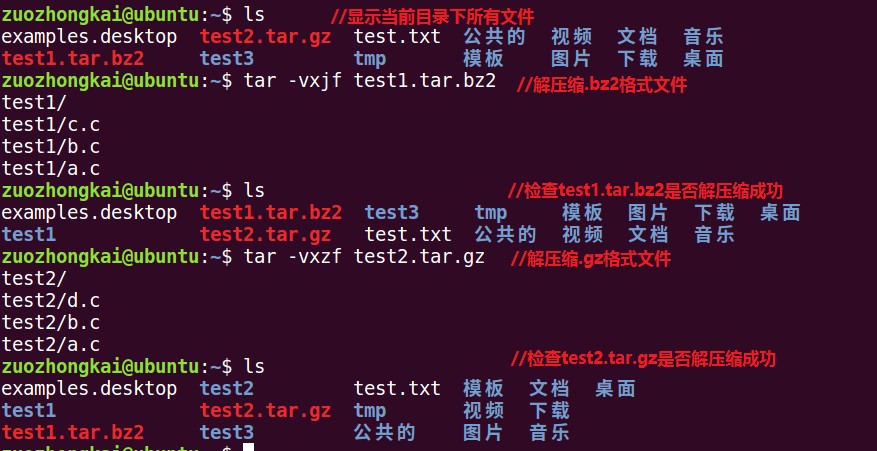 zuozhongkai@ubuntu:~$ ls //显示当前目录下所有文件
examples.desktop test2.tar.gz test.txt 公共的 视频 文档 音乐
test1.tar.bz2 test3 tmp 模板 图片 下载 桌面
zuozhongkai@ubuntu:~$ tar -vxjf test1.tar.bz2 //解压缩.bz2格式文件
test1/
test1/c.c
test1/b.c
test1/a.c
zuozhongkai@ubuntu:~$ ls //检查test1.tar.bz2是否解压缩成功
examples.desktop test1.tar.bz2 test3 tmp 模板 图片 下载 桌面
test1 test2.tar.gz test.txt 公共的 视频 文档 音乐
zuozhongkai@ubuntu:~$ tar -vxzf test2.tar.gz //解压缩.gz格式文件
test2/
test2/d.c
test2/b.c
test2/a.c
zuozhongkai@ubuntu:~$ ls //检查test2.tar.gz是否解压缩成功
examples.desktop test2 test.txt 模板 文档 桌面
test1 test2.tar.gz tmp 视频 下载
test1.tar.bz2 test3 公共的 图片 音乐
zuozhongkai@ubuntu:~$